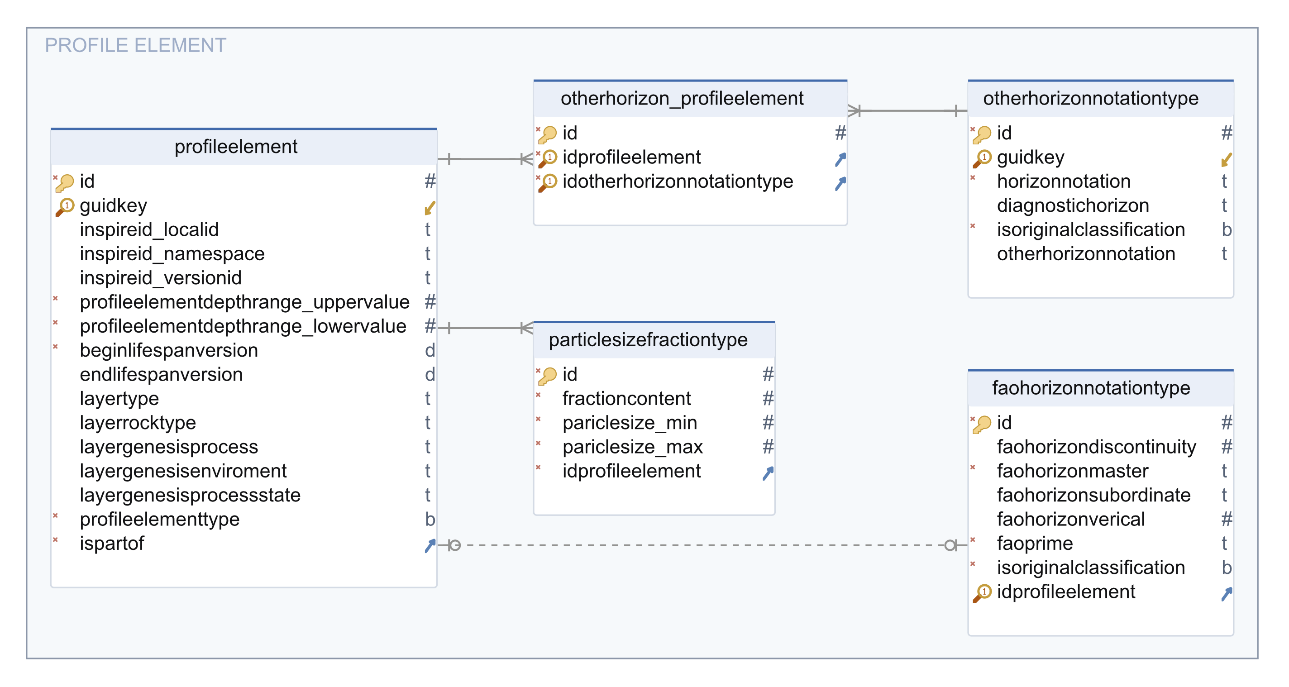 PROFILE ELEMENT
profileelement
id #
guidkey
inspireid_localid t
inspireid_namespace t
inspireid_versionid t
profileelementdepthrange_uppervalue #
profileelementdepthrange_lowervalue #
beginlifespanversion d
endlifespanversion d
layertype t
layerrocktype t
layergenesisprocess t
layergenesisenviroment t
layergenesisprocessstate t
profileelementtype b
ispartof
otherhorizon_profileelement
id #
idprofileelement
idotherhorizonnotationtype
particlesizefractiontype
id #
fractioncontent #
pariclesize_min #
pariclesize_max #
idprofileelement
otherhorizonnotationtype
id #
guidkey
horizonnotation t
diagnostichorizon t
isoriginalclassification b
otherhorizonnotation t
faohorizonnotationtype
id #
faohorizondiscontinuity #
faohorizonmaster t
faohorizonsubordinate t
faohorizonverical #
faoprime t
isoriginalclassification b
idprofileelement